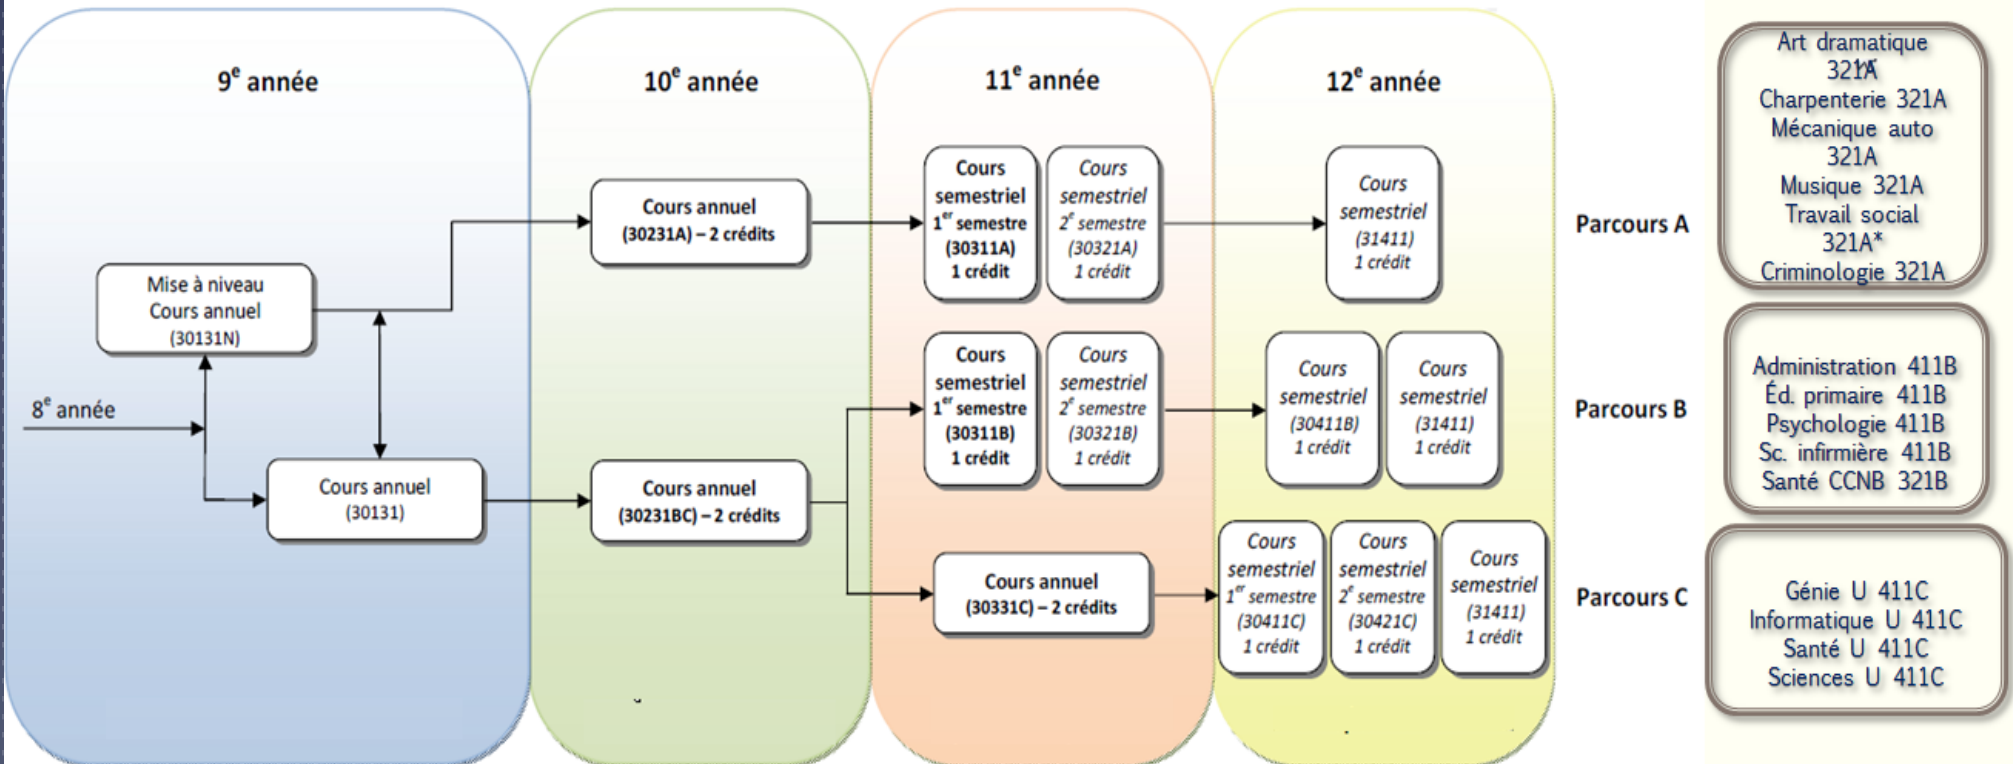 9e année
10e année
11e année
12e année
8e année
Mise à niveau
Cours annuel
(30131N)
Cours annuel
(30131)
Cours annuel
(30231A) – 2 crédits
Cours annuel
(30231BC) – 2 crédits
Cours
semestriel
1er semestre
(30311A)
1 crédit
Cours
semestriel
2e semestre
(30321A)
1 crédit
Cours
semestriel
(31411)
1 crédit
Parcours A
Cours
semestriel
1er semestre
(30311B)
1 crédit
Cours
semestriel
2e semestre
(30321B)
1 crédit
Cours
semestriel
(30411B)
1 crédit
Cours
semestriel
(31411)
1 crédit
Parcours B
Cours annuel
(30331C) – 2 crédits
Cours
semestriel
1er semestre
(30411C)
1 crédit
Cours
semestriel
2e semestre
(30421C)
1 crédit
Cours
semestriel
(31411)
1 crédit
Parcours C
Art dramatique
321A
Charpenterie 321A
Mécanique auto
321A
Musique 321A
Travail social
321A*
Criminologie 321A
Administration 411B
Éd. primaire 411B
Psychologie 411B
Sc. infirmière 411B
Santé CCNB 321B
Génie U 411C
Informatique U 411C
Santé U 411C
Sciences U 411C